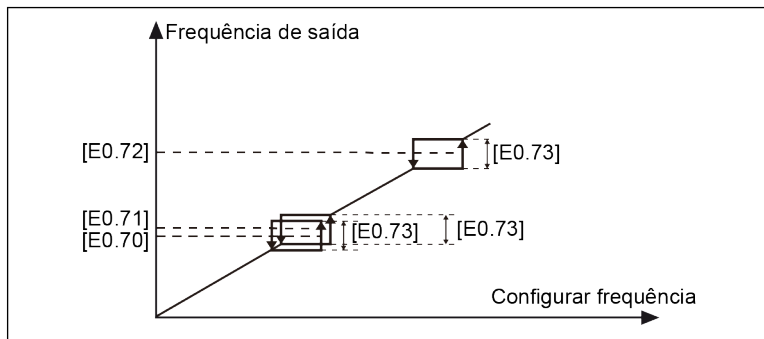 Frequência de saída
[E0.72]
[E0.73]
[E0.71]
[E0.70]
[E0.73]
[E0.73]
Configurar frequência